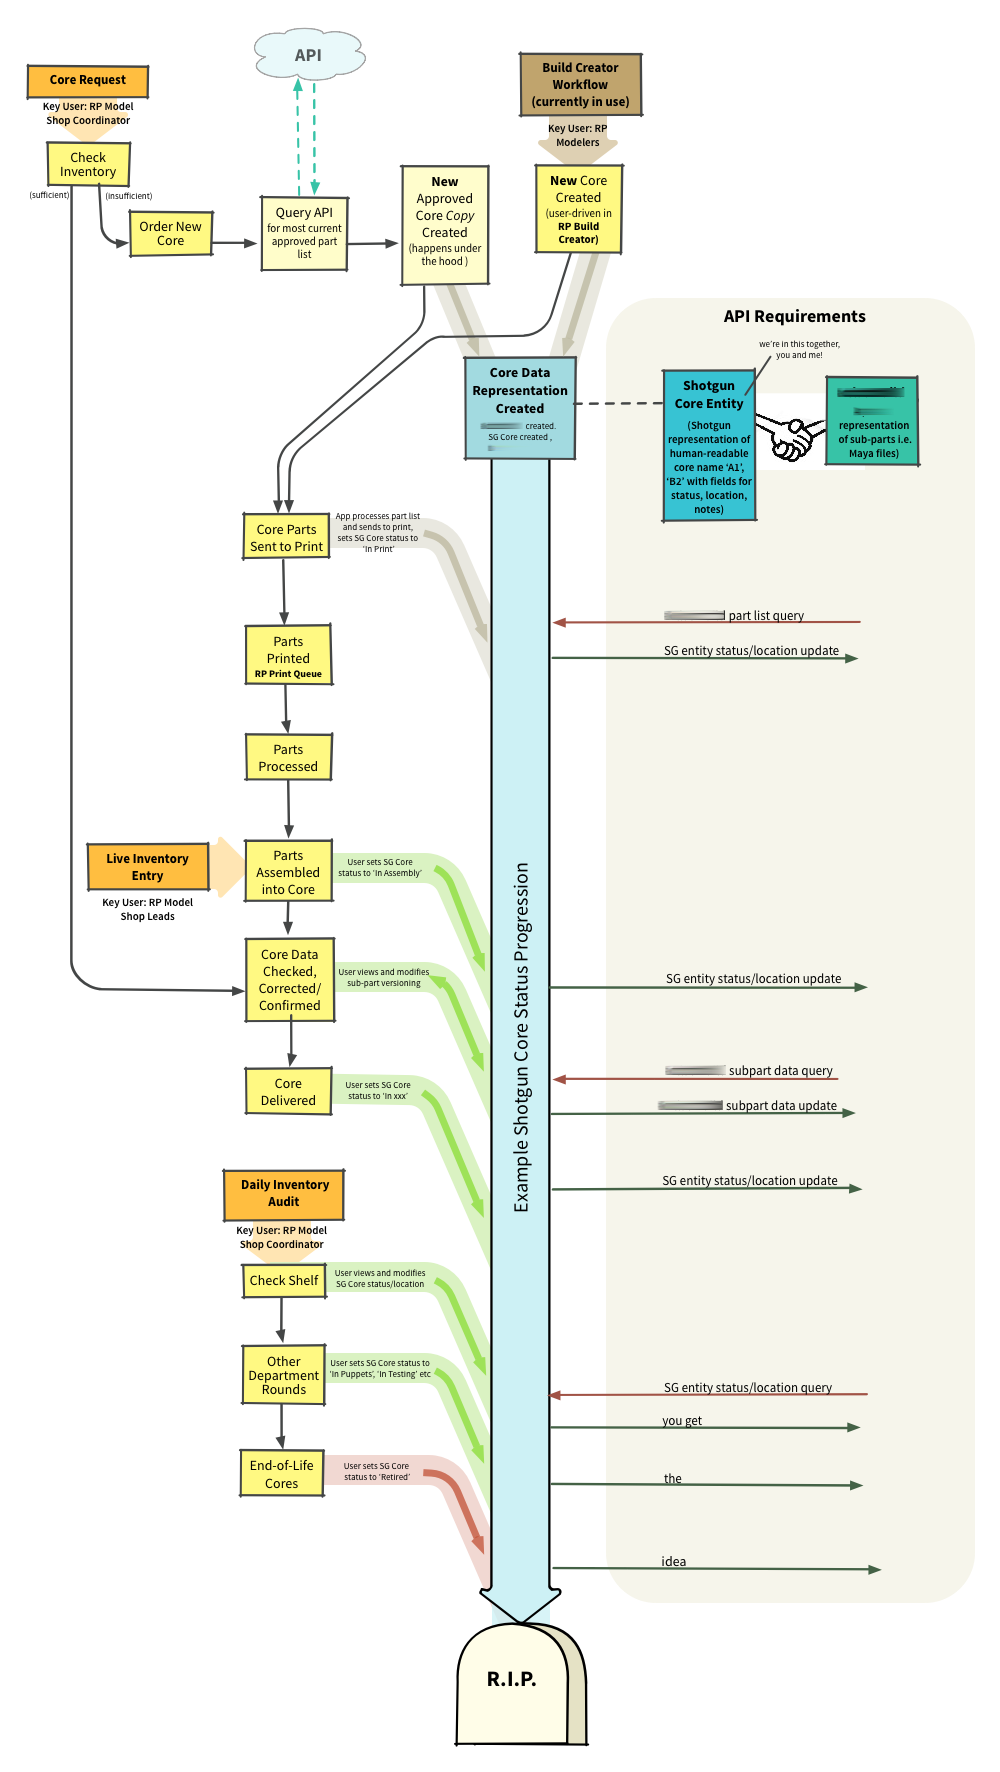 API
Core Request
Key User: RP Model
Shop Coordinator
Check
Inventory
(sufficient)
(insufficient)
Order New
Core
Query API
for most current
approved part
list
New
Approved
Core Copy
Created
(happens under
the hood )
Build Creator
Workflow
(currently in use)
Key User: RP
Modelers
New Core
Created
(user-driven in
RP Build
Creator)
Core Data
Representation
Created
created.
SG Core created ,
API Requirements
we're in this together,
you and me!
Shotgun
Core Entity
(Shotgun
representation of
human-readable
core name ‘A1’,
‘B2’ with fields for
status, location,
notes)
representation
of sub-parts i.e.
Maya files)
Core Parts
Sent to Print
App processes part list
and sends to print,
sets SG Core status to
‘In Print’
Parts
Printed
RP Print Queue
part list query
SG entity status/location update
Parts
Processed
Live Inventory
Entry
Key User: RP Model
Shop Leads
Parts
Assembled
into Core
User sets SG Core
status to ‘In Assembly’
Core Data
Checked,
Corrected/
Confirmed
User views and modifies
sub-part versioning
Core
Delivered
User sets SG Core
status to ‘In xxx’
Example Shotgun Core Status Progression
SG entity status/location update
subpart data query
subpart data update
SG entity status/location update
Daily Inventory
Audit
Key User: RP Model
Shop Coordinator
Check Shelf
User views and modifies
SG Core status/location
Other
Department
Rounds
User sets SG Core status to
‘In Puppets’, ‘In Testing’ etc
End-of-Life
Cores
User sets SG Core
status to ‘Retired’
SG entity status/location query
you get
the
idea
R.I.P.